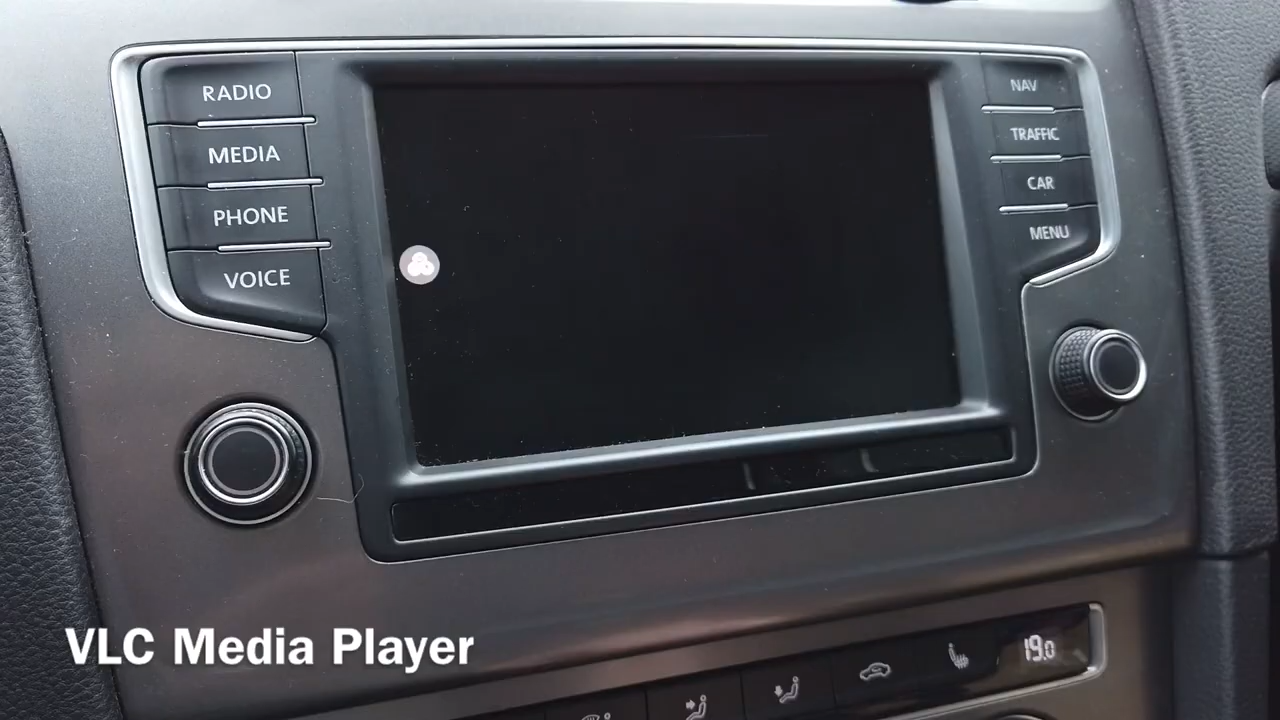 RADIO
MEDIA
PHONE
VOICE
NAV
TRAFFIC
CAR
MENU
19.0
VLC Media Player